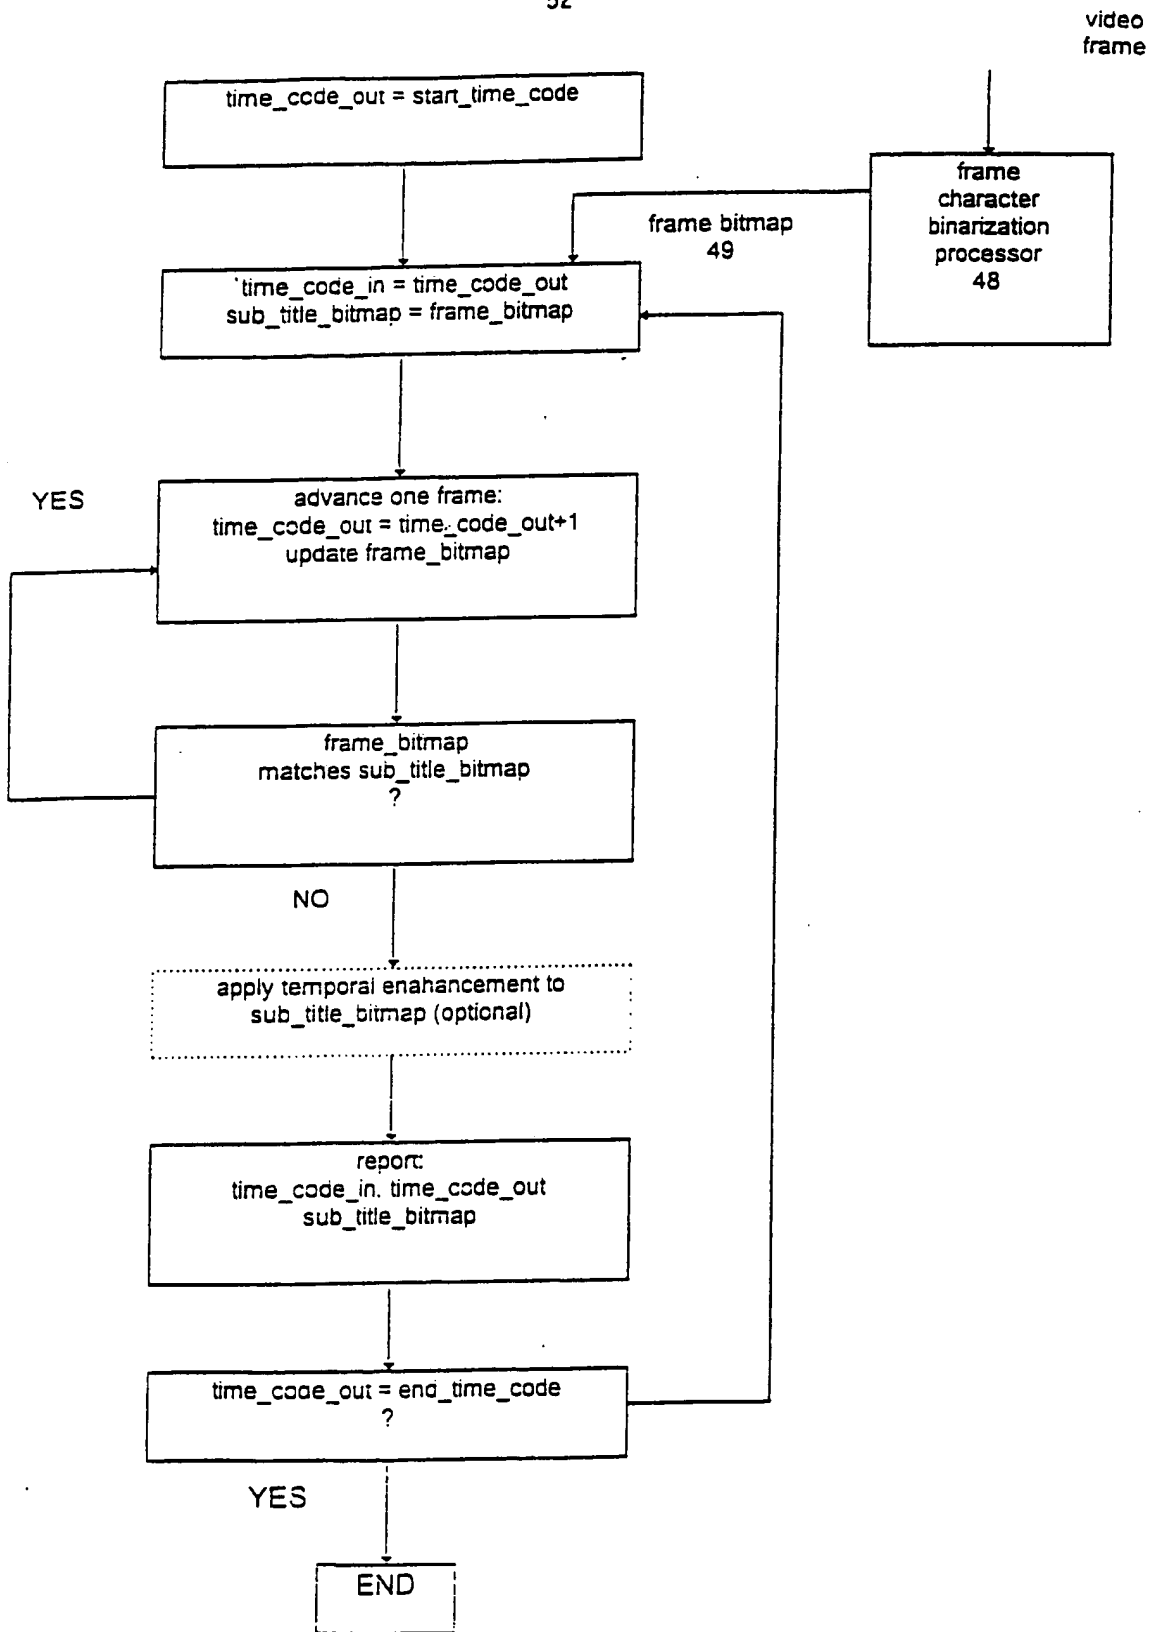 52
video
frame
time_code_out = start_time_code
frame
character
binarization
processor
48
frame bitmap
49
time_code_in = time_code_out
sub_title_bitmap = frame_bitmap
YES
advance one frame:
time_code_out = time_code_out+1
update frame_bitmap
frame_bitmap
matches sub_title_bitmap
?
NO
apply temporal enahancement to
sub_title_bitmap (optional)
report:
time_code_in, time_code_out
sub_title_bitmap
time_code_out = end_time_code
?
YES
END